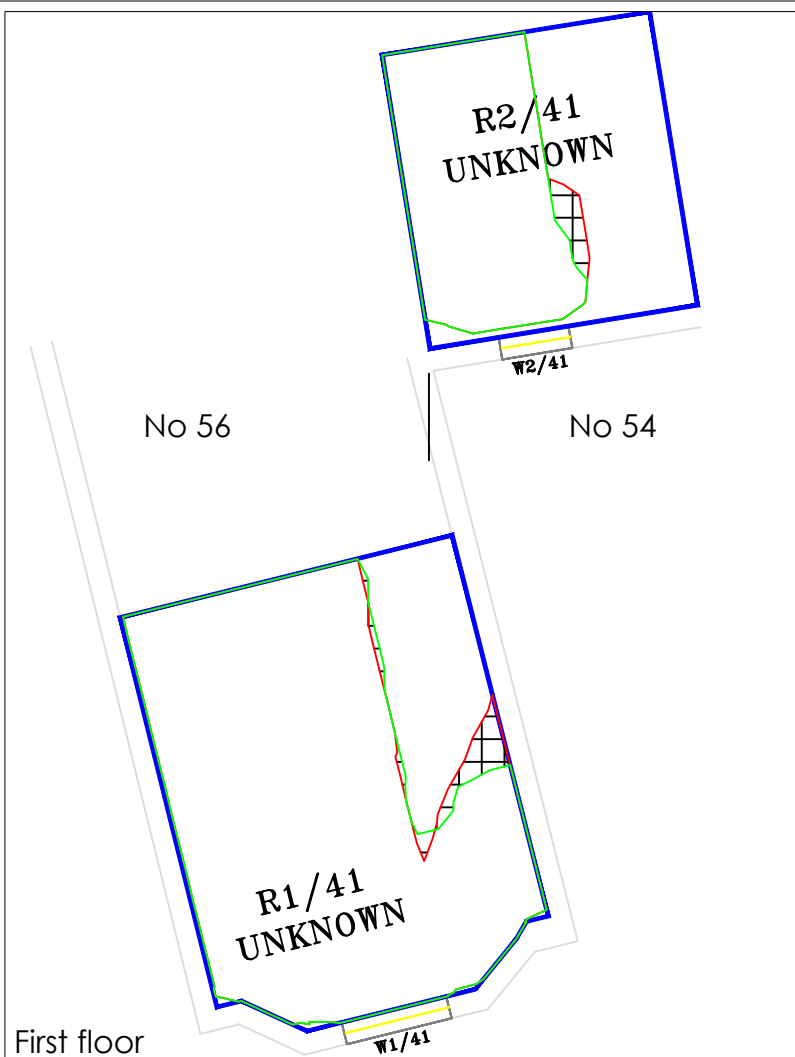 R2/41
UNKNOWN
W2/41
No 56
No 54
R1/41
UNKNOWN
W1/41
First floor